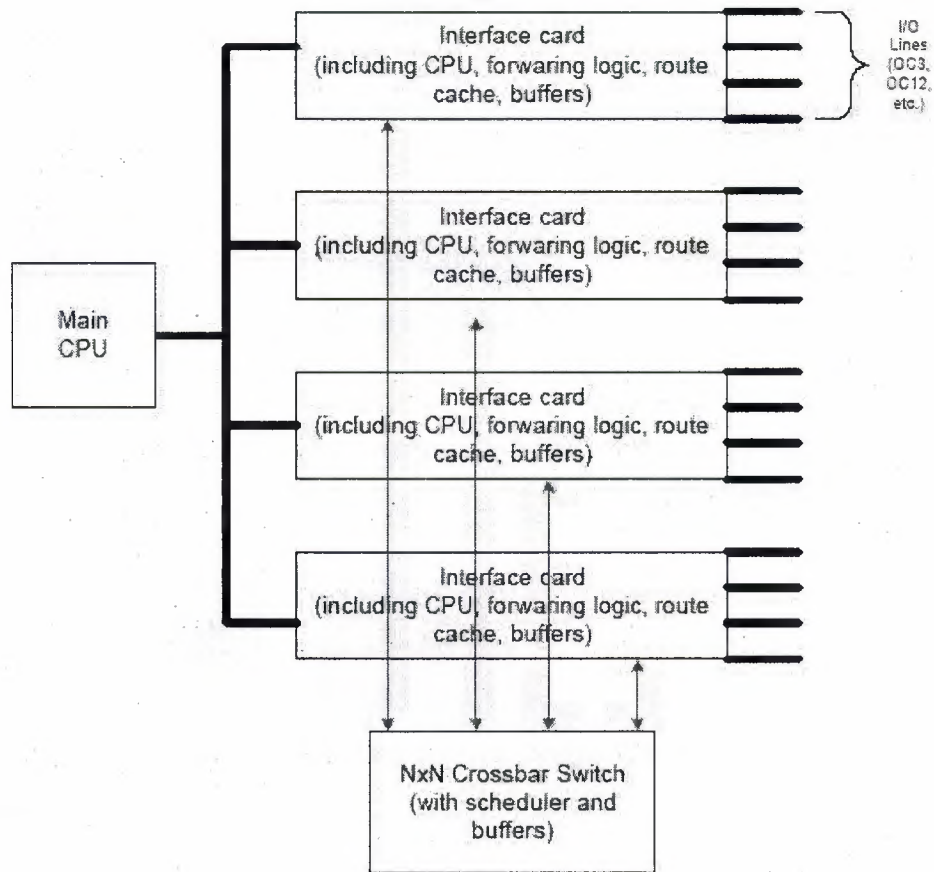 Interface card
(including CPU, forwaring logic, route
cache, buffers)
I/O
Lines
(OC3,
OC12,
etc.)
Interface card
(including CPU, forwaring logic, route
cache, buffers)
Main
CPU
Interface card
(including CPU, forwaring logic, route
cache, buffers)
Interface card
(including CPU, forwaring logic, route
cache, buffers)
NxN Crossbar Switch
(with scheduler and
buffers)